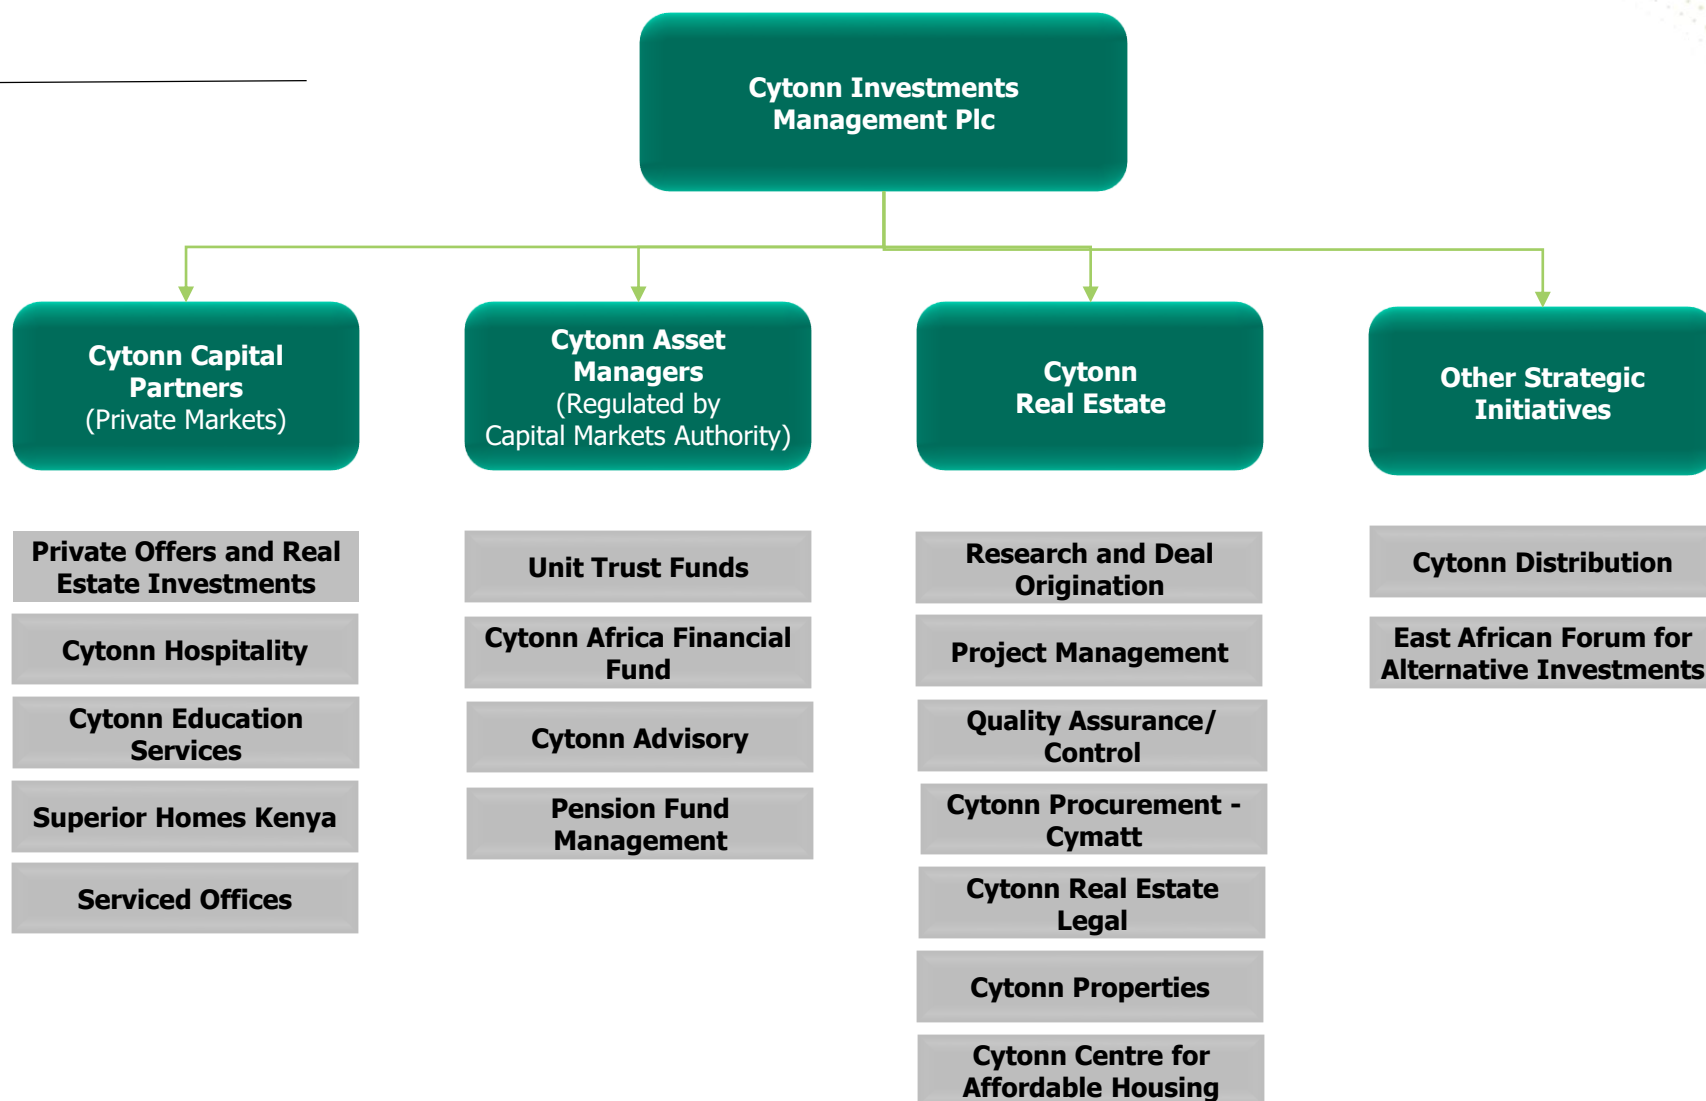 Cytonn Investments
Management Plc
Cytonn Capital
Partners
(Private Markets)
Cytonn Asset
Managers
(Regulated by
Capital Markets Authority)
Cytonn
Real Estate
Other Strategic
Initiatives
Private Offers and Real
Estate Investments
Cytonn Hospitality
Cytonn Education
Services
Superior Homes Kenya
Serviced Offices
Unit Trust Funds
Cytonn Africa Financial
Fund
Cytonn Advisory
Pension Fund
Management
Research and Deal
Origination
Project Management
Quality Assurance/
Control
Cytonn Procurement -
Cymatt
Cytonn Real Estate
Legal
Cytonn Properties
Cytonn Centre for
Affordable Housing
Cytonn Distribution
East African Forum for
Alternative Investments